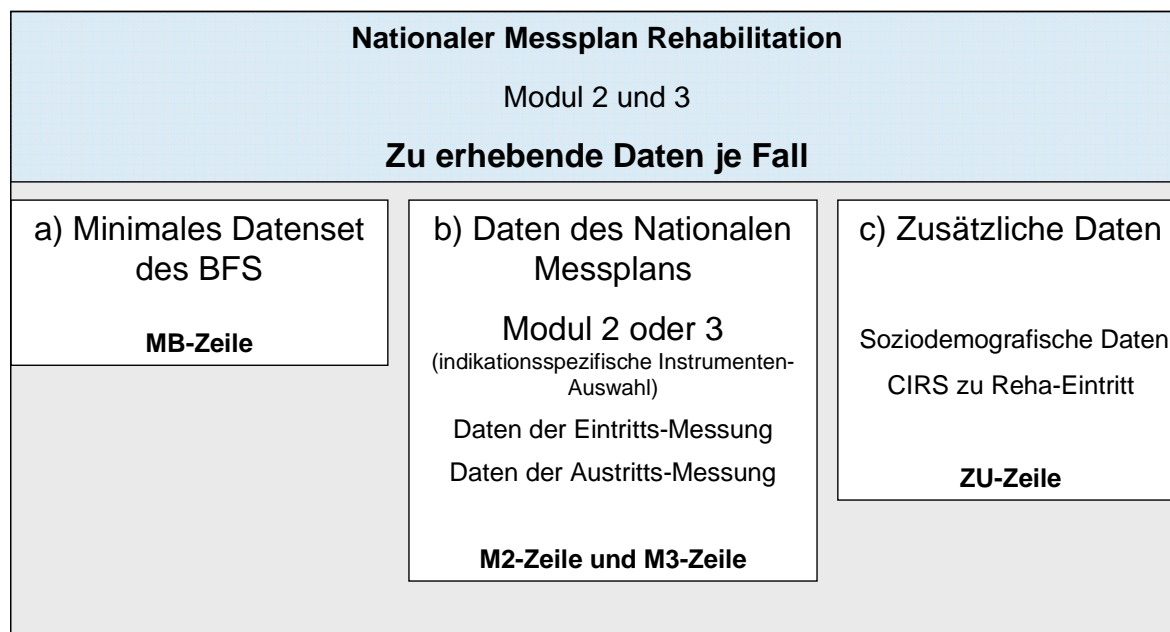 Nationaler Messplan Rehabilitation
Modul 2 und 3
Zu erhebende Daten je Fall
a) Minimales Datenset
des BFS
MB-Zeile
b) Daten des Nationalen
Messplans
Modul 2 oder 3
(indikationsspezifische Instrumenten-
Auswahl)
Daten der Eintritts-Messung
Daten der Austritts-Messung
M2-Zeile und M3-Zeile
c) Zusätzliche Daten
Soziodemografische Daten
CIRS zu Reha-Eintritt
ZU-Zeile